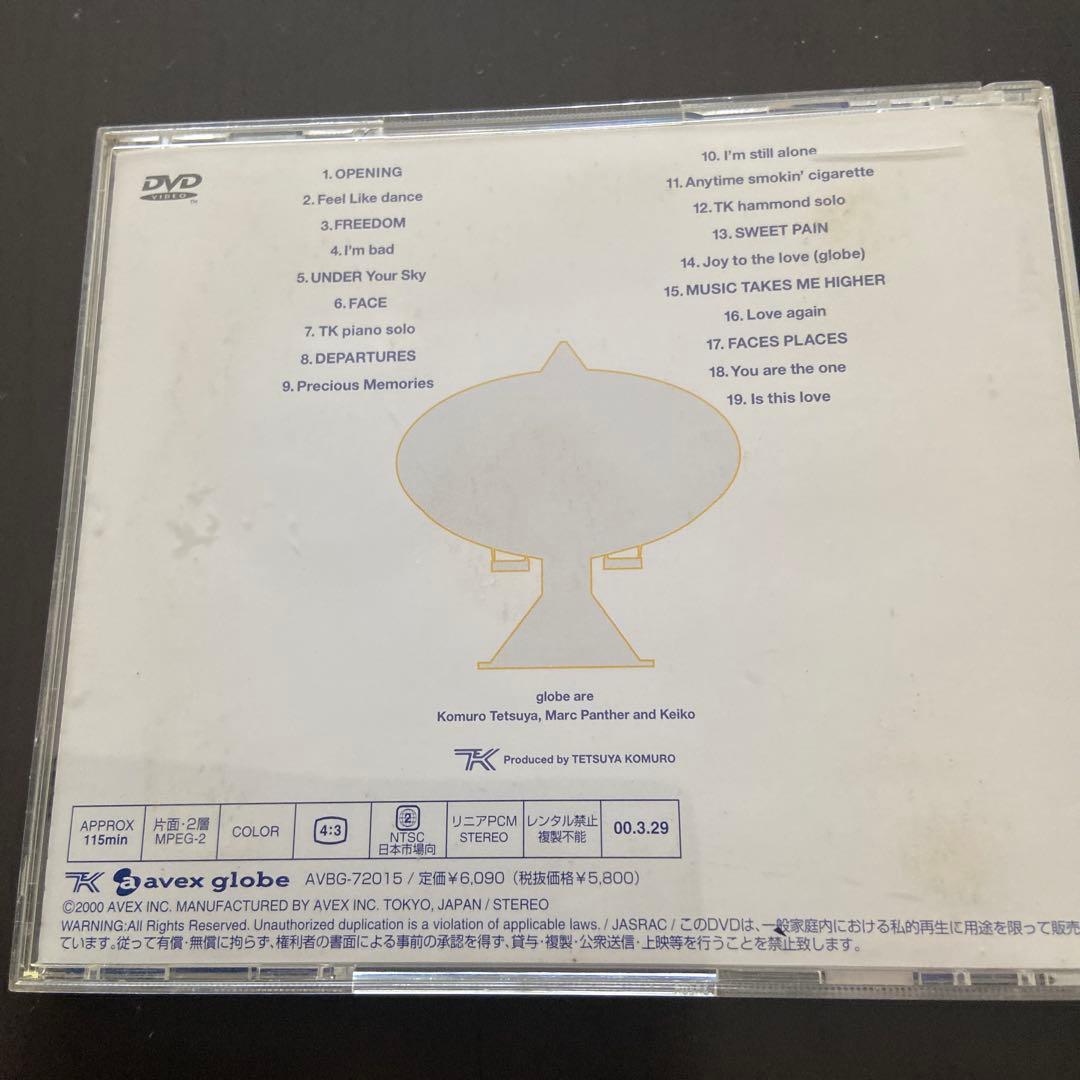 DVD
VIDEO
TM
1. OPENING
2. Feel Like dance
3. FREEDOM
4. I'm bad
5. UNDER Your Sky
6. FACE
7. TK piano solo
8. DEPARTURES
9. Precious Memories
10. I'm still alone
11. Anytime smokin' cigarette
12. TK hammond solo
13. SWEET PAIN
14. Joy to the love (globe)
15. MUSIC TAKES ME HIGHER
16. Love again
17. FACES PLACES
18. You are the one
19. Is this love
globe are
Komuro Tetsuya, Marc Panther and Keiko
TK Produced by TETSUYA KOMURO
APPROX
115min
片面・2層
MPEG-2
COLOR
4:3
2
NTSC
日本市場向
リニアPCM
STEREO
レンタル禁止
複製不能
00.3.29
TK a avex globe AVBG-72015 / 定価¥6,090（税抜価格¥5,800）
©2000 AVEX INC. MANUFACTURED BY AVEX INC. TOKYO, JAPAN / STEREO
WARNING:All Rights Reserved. Unauthorized duplication is a violation of applicable laws. / JASRAC / このDVDは、一般家庭内における私的再生に用途を限って販売
ています。従って有償・無償に拘らず、権利者の書面による事前の承認を得ず、貸与・複製・公衆送信・上映等を行うことを禁止致します。